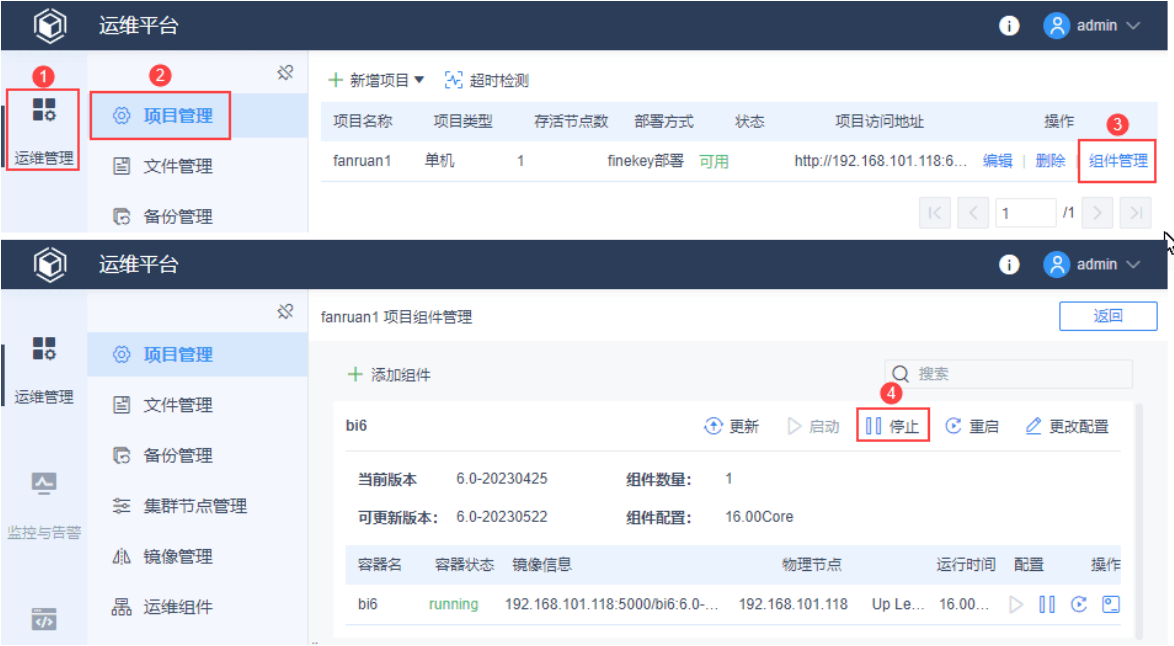 运维平台 admin
1 2
运维管理
项目管理
文件管理
备份管理
新增项目 超时检测
项目名称 项目类型 存活节点数 部署方式 状态 项目访问地址 操作 3
fanruan1 单机 1 finekey部署 可用 http://192.168.101.118:6... 编辑 | 删除 | 组件管理
1 /1
运维平台 admin
运维管理
监控与告警
项目管理
文件管理
备份管理
集群节点管理
镜像管理
运维组件
fanruan1 项目组件管理 返回
添加组件 搜索
4
bi6 更新 启动 停止 重启 更改配置
当前版本 6.0-20230425 组件数量： 1
可更新版本： 6.0-20230522 组件配置： 16.00Core
容器名 容器状态 镜像信息 物理节点 运行时间 配置 操作
bi6 running 192.168.101.118:5000/bi6:6.0-... 192.168.101.118 Up Le... 16.00...